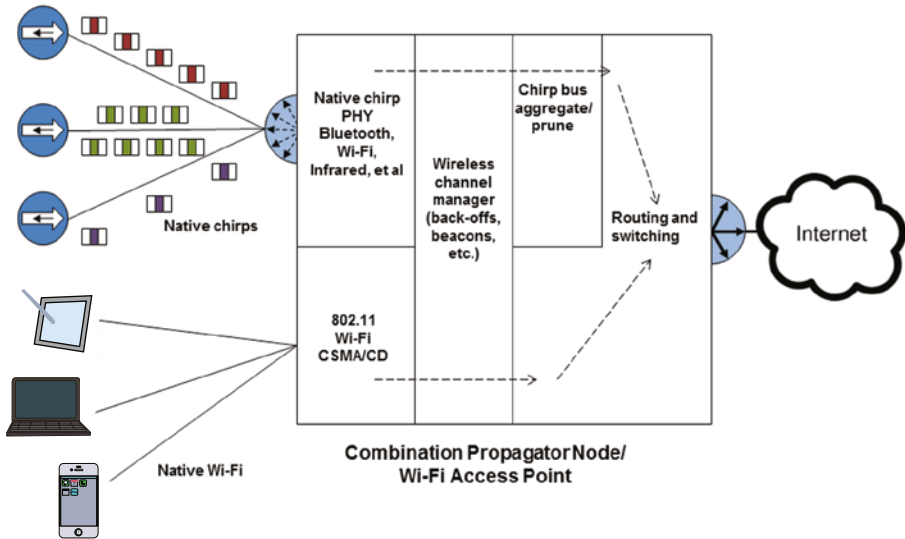 Native chirp
PHY
Bluetooth,
Wi-Fi,
Infrared, et al
Chirp bus
aggregate/
prune
Wireless
channel
manager
(back-offs,
beacons,
etc.)
Routing and
switching
Internet
Native chirps
802.11
Wi-Fi
CSMA/CD
Native Wi-Fi
Combination Propagator Node/
Wi-Fi Access Point